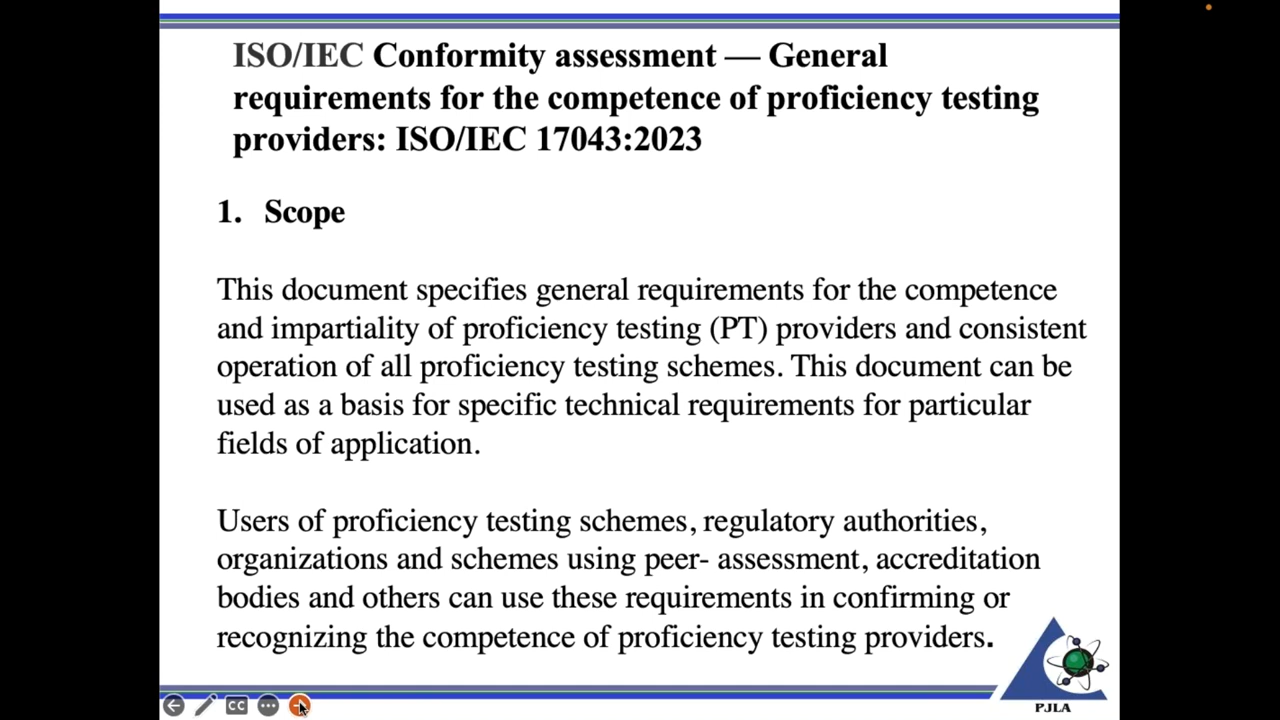 ISO/IEC Conformity assessment — General
requirements for the competence of proficiency testing
providers: ISO/IEC 17043:2023
1. Scope
This document specifies general requirements for the competence
and impartiality of proficiency testing (PT) providers and consistent
operation of all proficiency testing schemes. This document can be
used as a basis for specific technical requirements for particular
fields of application.
Users of proficiency testing schemes, regulatory authorities,
organizations and schemes using peer- assessment, accreditation
bodies and others can use these requirements in confirming or
recognizing the competence of proficiency testing providers.
CC
PJLA